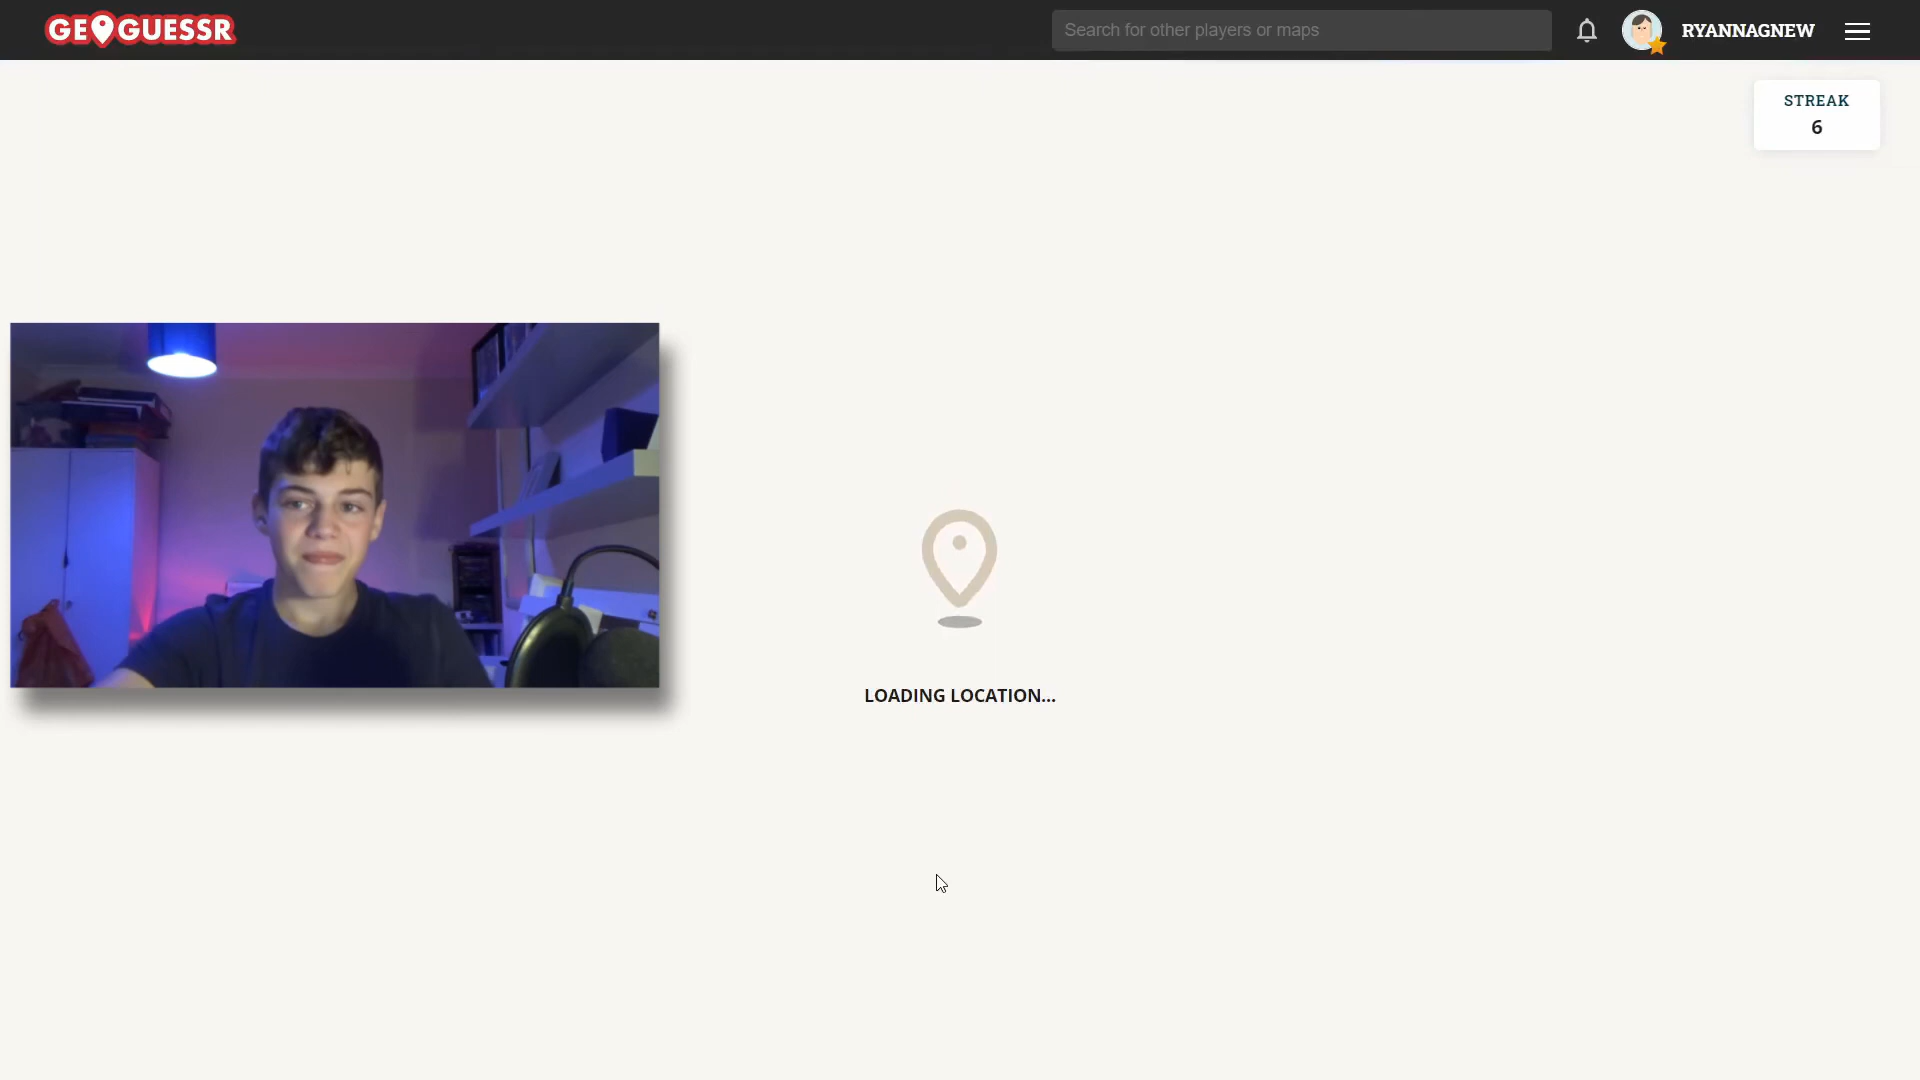 GEOGUESSR
Search for other players or maps
RYANNAGNEW
STREAK
6
LOADING LOCATION...